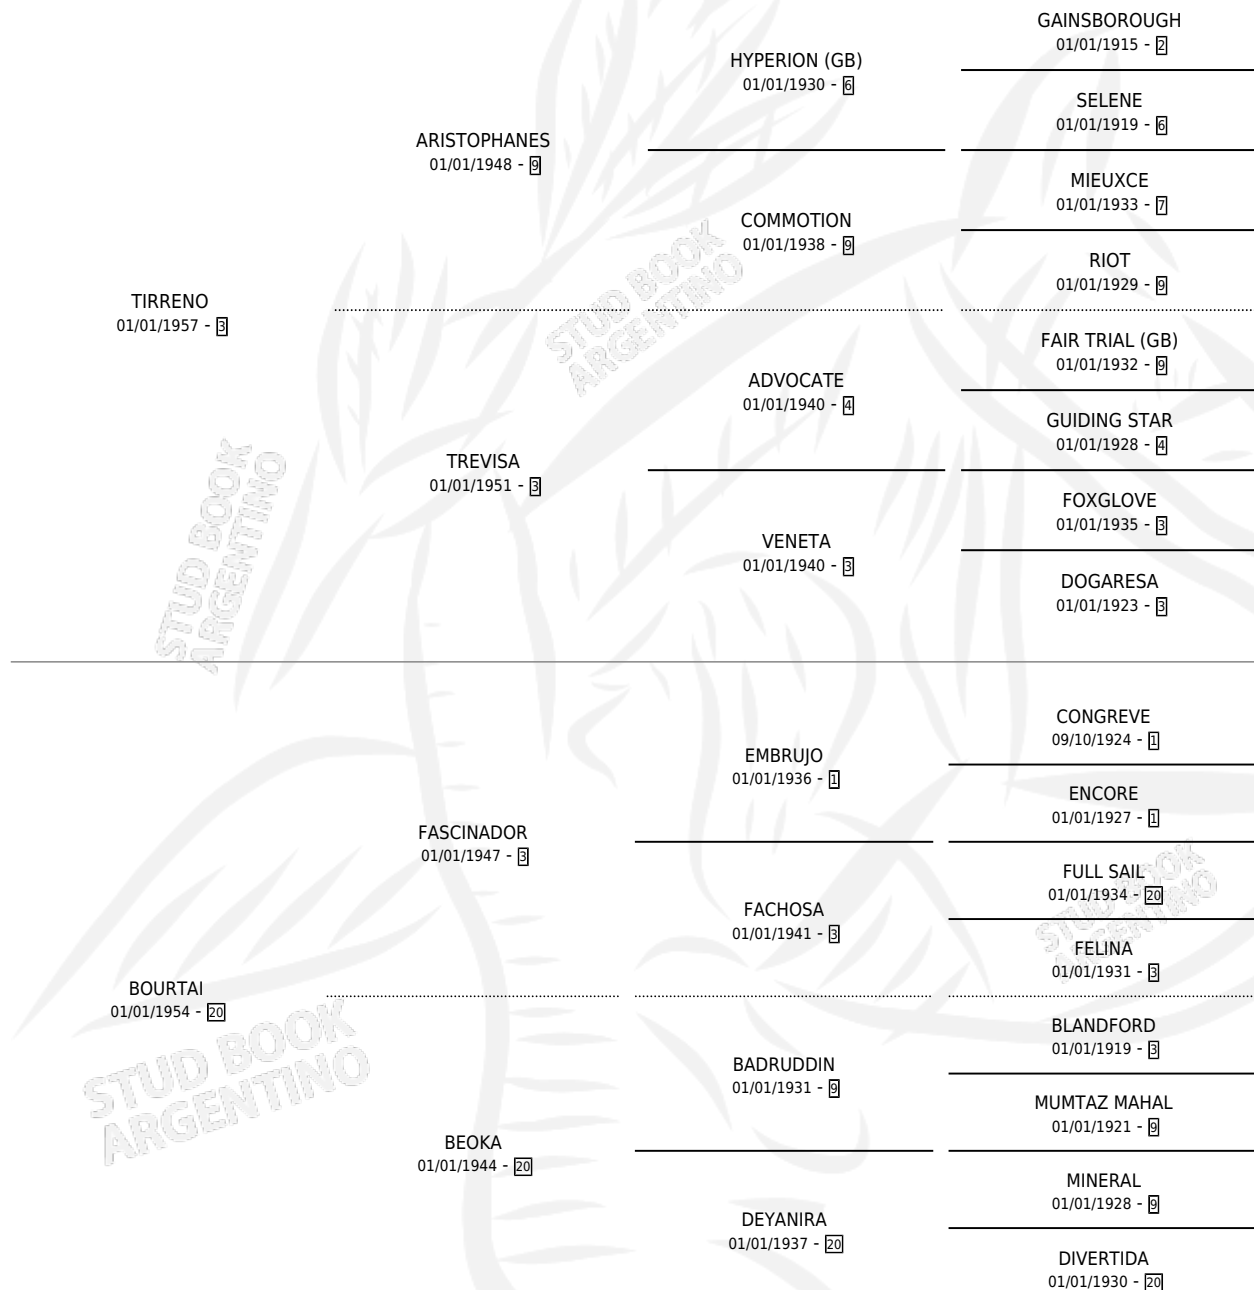 GAINSBOROUGH
01/01/1915 - 2
HYPERION (GB)
01/01/1930 - 6
SELENE
01/01/1919 - 6
ARISTOPHANES
01/01/1948 - 9
MIEUXCE
01/01/1933 - 7
COMMOTION
01/01/1938 - 9
RIOT
01/01/1929 - 9
TIRRENO
01/01/1957 - 3
FAIR TRIAL (GB)
01/01/1932 - 9
ADVOCATE
01/01/1940 - 4
GUIDING STAR
01/01/1928 - 4
TREVISA
01/01/1951 - 3
FOXGLOVE
01/01/1935 - 3
VENETA
01/01/1940 - 3
DOGARESA
01/01/1923 - 3
CONGREVE
09/10/1924 - 1
EMBRUJO
01/01/1936 - 1
ENCORE
01/01/1927 - 1
FASCINADOR
01/01/1947 - 3
FULL SAIL
01/01/1934 - 20
FACHOSA
01/01/1941 - 3
FELINA
01/01/1931 - 3
BOURTAI
01/01/1954 - 20
BLANDFORD
01/01/1919 - 3
BADRUDDIN
01/01/1931 - 9
MUMTAZ MAHAL
01/01/1921 - 9
BEOKA
01/01/1944 - 20
MINERAL
01/01/1928 - 9
DEYANIRA
01/01/1937 - 20
DIVERTIDA
01/01/1930 - 20
STUD BOOK
ARGENTINO
STUD BOOK
ARGENTINO
STUD BOOK
ARGENTINO
STUD BOOK
ARGENTINO